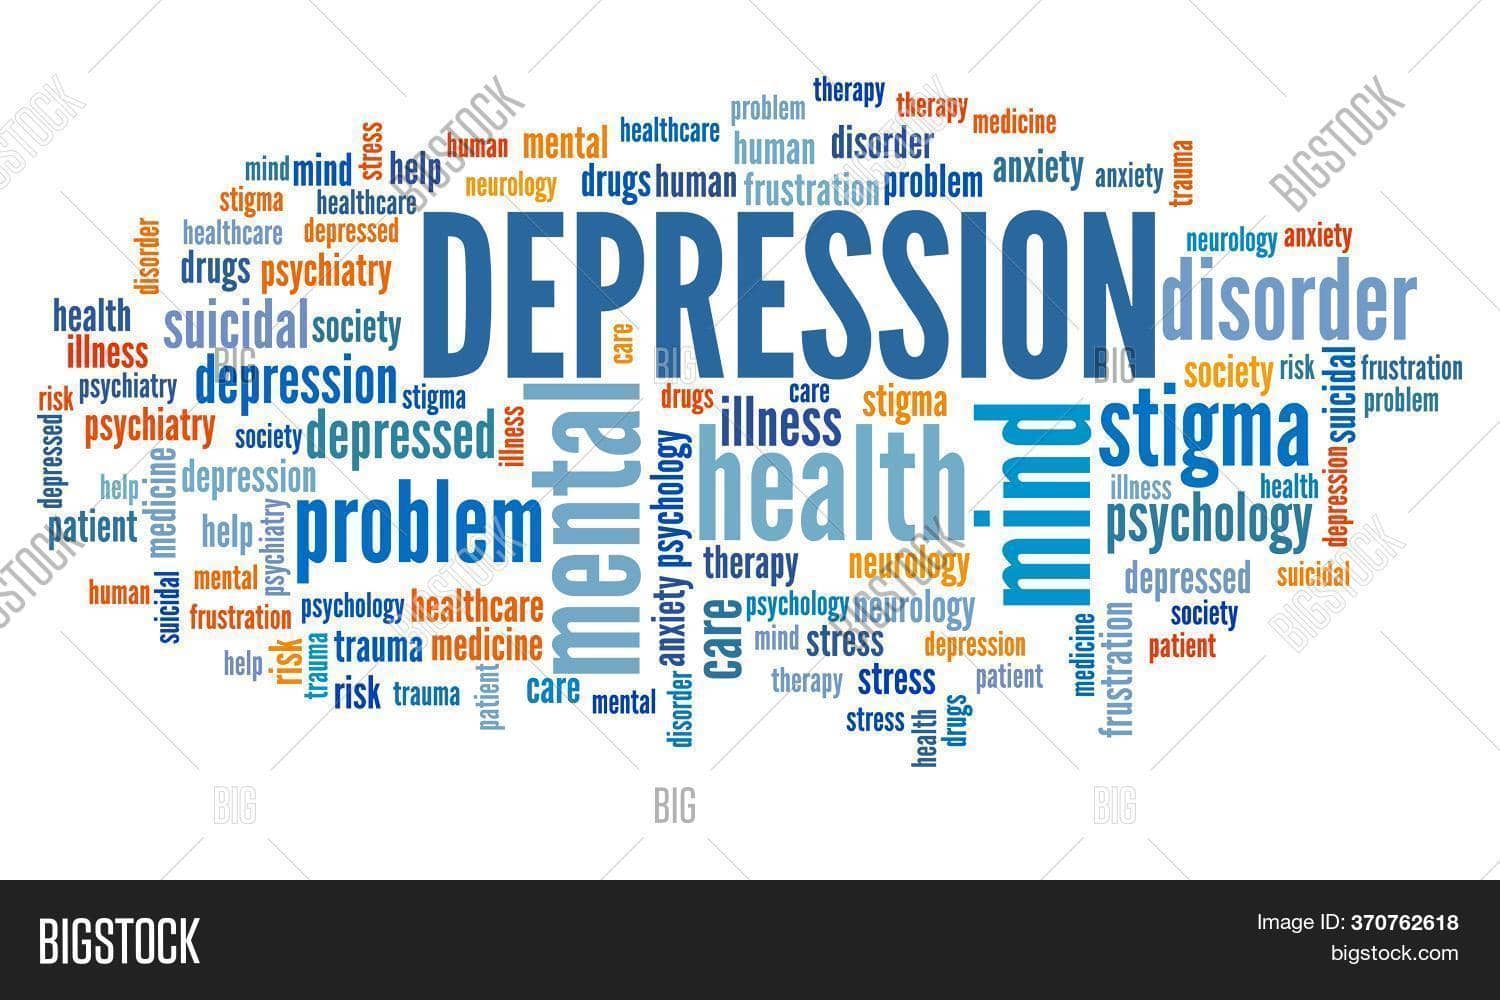 therapy
problem therapy medicine
stress human mental healthcare human disorder anxiety trauma
mind mind help neurology drugs human frustration problem anxiety
stigma healthcare
disorder healthcare depressed DEPRESSION neurology anxiety
drugs psychiatry disorder
health suicidal society care
illness
risk psychiatry depression stigma drugs care stigma society risk suicidal frustration
problem
depressed psychiatry society depressed illness mental illness health mind stigma
help medicine depression anxiety psychology illness health depression
patient help psychiatry problem psychology
therapy neurology
human suicidal mental depressed suicidal
frustration psychology healthcare care psychology neurology society
help risk trauma trauma medicine mind stress depression medicine frustration patient
risk trauma patient care mental disorder therapy stress patient
stress health drugs
BIGSTOCK
BIGSTOCK
BIGSTOCK
BIGSTOCK
BIGSTOCK
BIGSTOCK
BIG
BIG
BIG
BIG
BIG
BIG
BIGSTOCK
Image ID: 370762618
bigstock.com